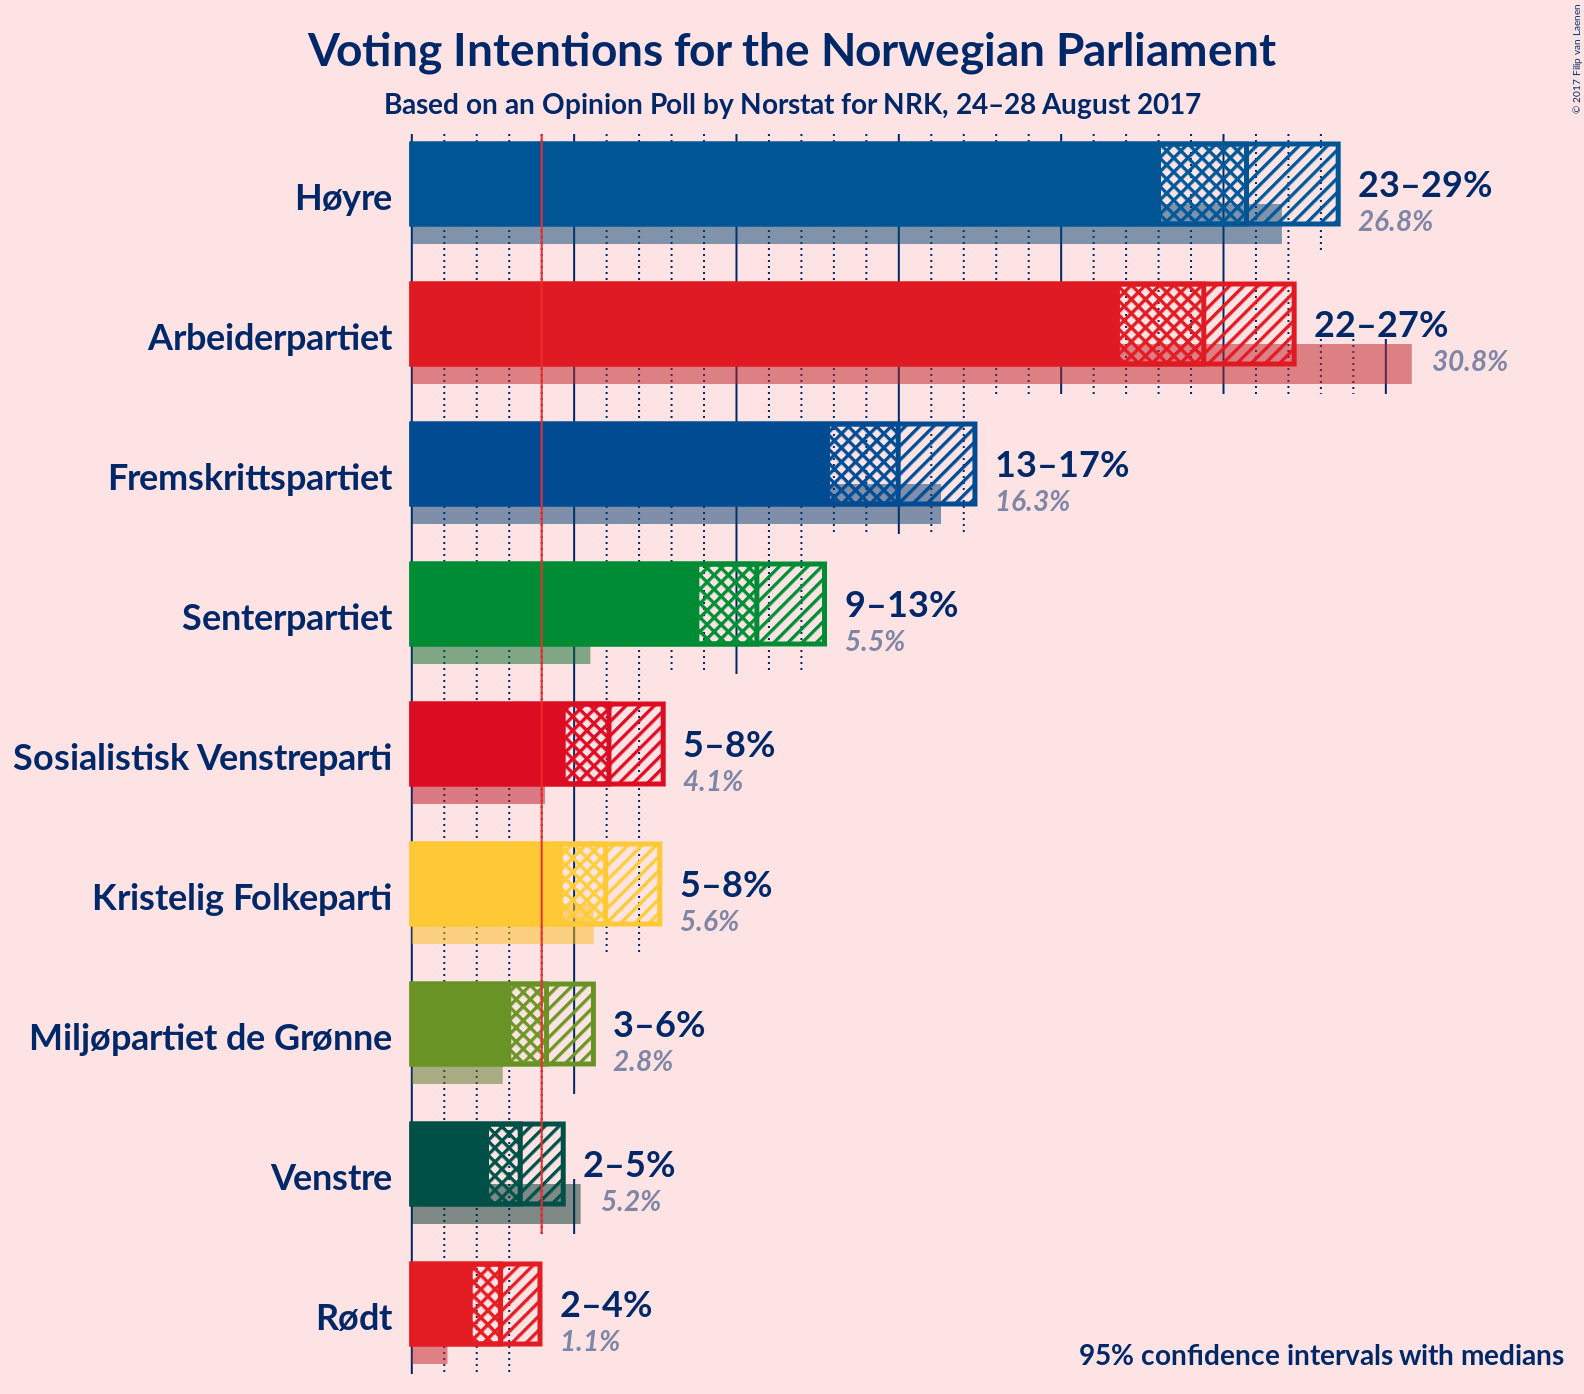 Voting Intentions for the Norwegian Parliament
Based on an Opinion Poll by Norstat for NRK, 24–28 August 2017
© 2017 Filip van Laenen
Høyre
23–29%
26.8%
Arbeiderpartiet
22–27%
30.8%
Fremskrittspartiet
13–17%
16.3%
Senterpartiet
9–13%
5.5%
Sosialistisk Venstreparti
5–8%
4.1%
Kristelig Folkeparti
5–8%
5.6%
Miljøpartiet de Grønne
3–6%
2.8%
Venstre
2–5%
5.2%
Rødt
2–4%
1.1%
95% confidence intervals with medians